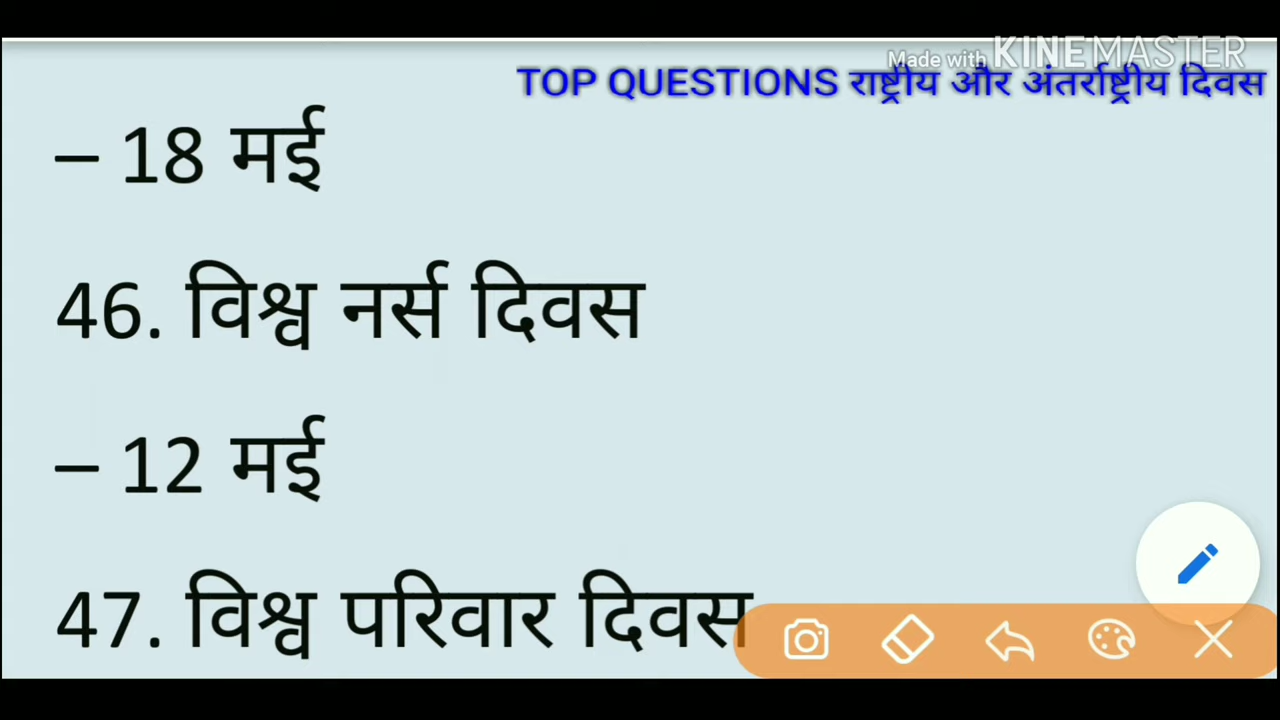 Made with KINEMASTER
TOP QUESTIONS राष्ट्रीय और अंतर्राष्ट्रीय दिवस
– 18 मई
46. विश्व नर्स दिवस
– 12 मई
47. विश्व परिवार दिवस